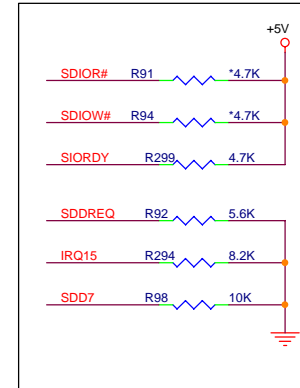 +5V
SDIOR# R91 *4.7K
SDIOW# R94 *4.7K
SIORDY R299 4.7K
SDDREQ R92 5.6K
IRQ15 R294 8.2K
SDD7 R98 10K